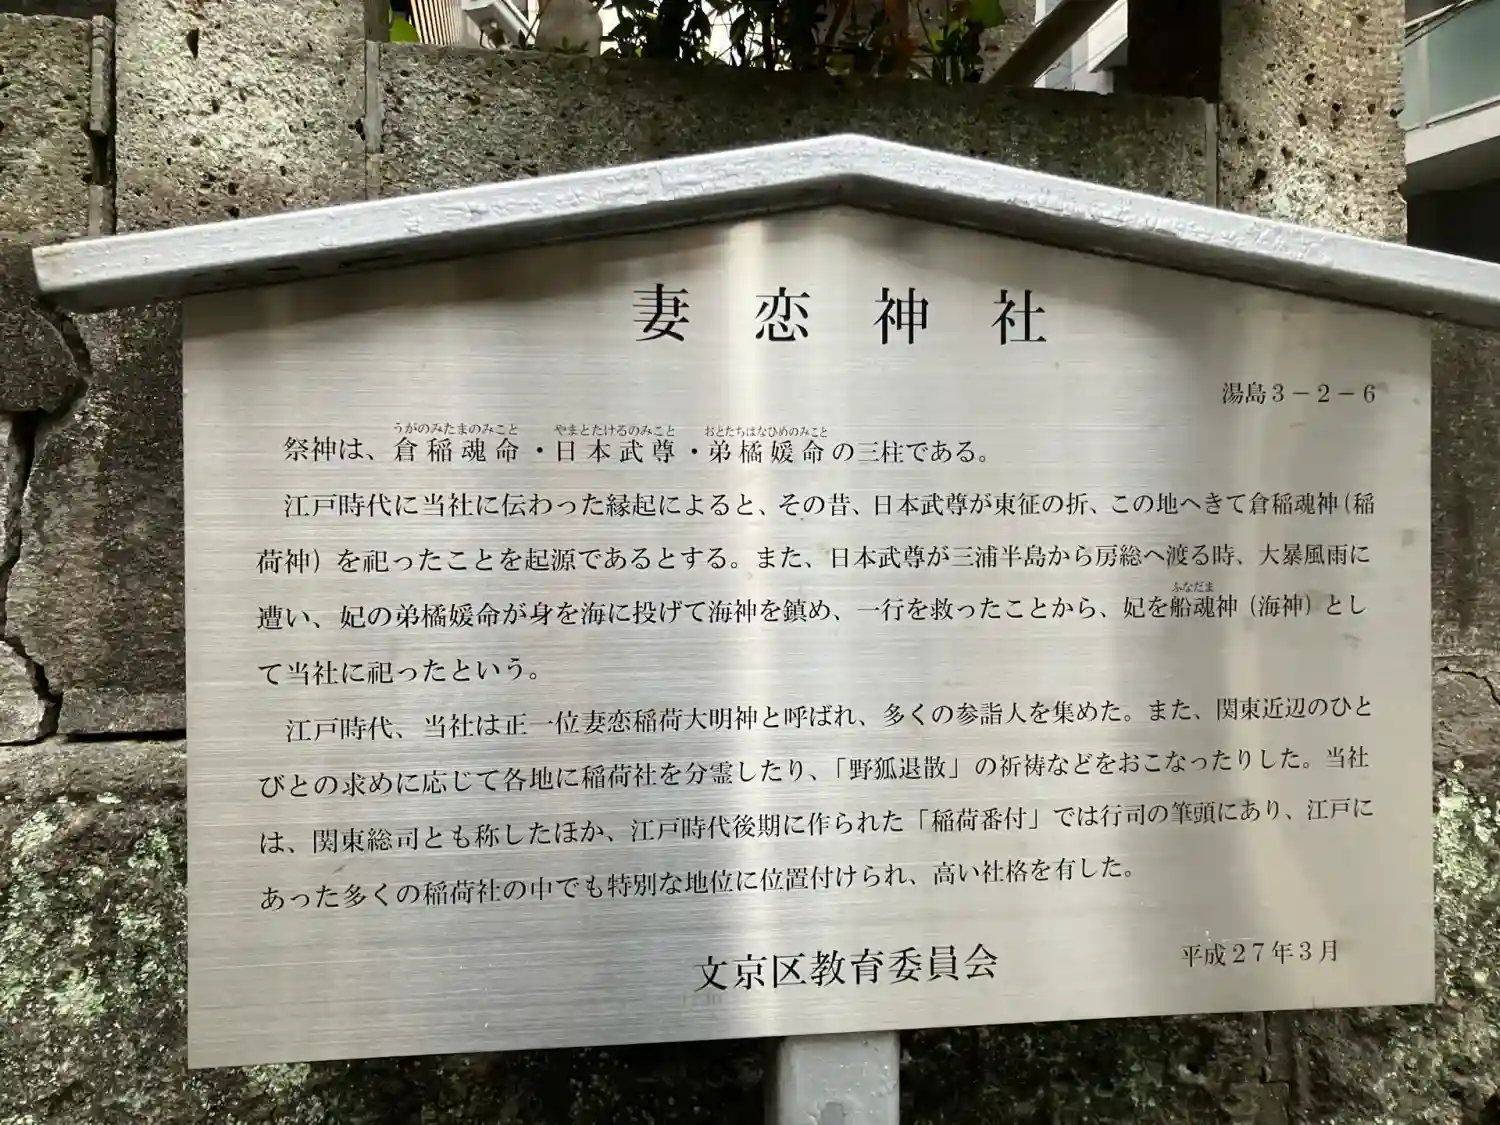 妻恋神社
湯島３－２－６
うがのみたまのみこと やまとたけるのみこと おとたちばなひめのみこと
祭神は、倉稲魂命・日本武尊・弟橘媛命の三柱である。
江戸時代に当社に伝わった縁起によると、その昔、日本武尊が東征の折、この地へきて倉稲魂神（稲
荷神）を祀ったことを起源であるとする。また、日本武尊が三浦半島から房総へ渡る時、大暴風雨に
ふなだま
遭い、妃の弟橘媛命が身を海に投げて海神を鎮め、一行を救ったことから、妃を船魂神（海神）とし
て当社に祀ったという。
江戸時代、当社は正一位妻恋稲荷大明神と呼ばれ、多くの参詣人を集めた。また、関東近辺のひと
びとの求めに応じて各地に稲荷社を分霊したり、「野狐退散」の祈祷などをおこなったりした。当社
は、関東総司とも称したほか、江戸時代後期に作られた「稲荷番付」では行司の筆頭にあり、江戸に
あった多くの稲荷社の中でも特別な地位に位置付けられ、高い社格を有した。
文京区教育委員会
平成２７年３月